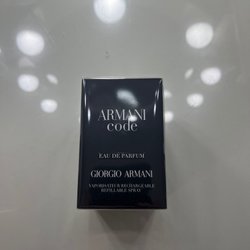 ARMANI
code
EAU DE PARFUM
GIORGIO ARMANI
VAPORISATEUR RECHARGEABLE
REFILLABLE SPRAY